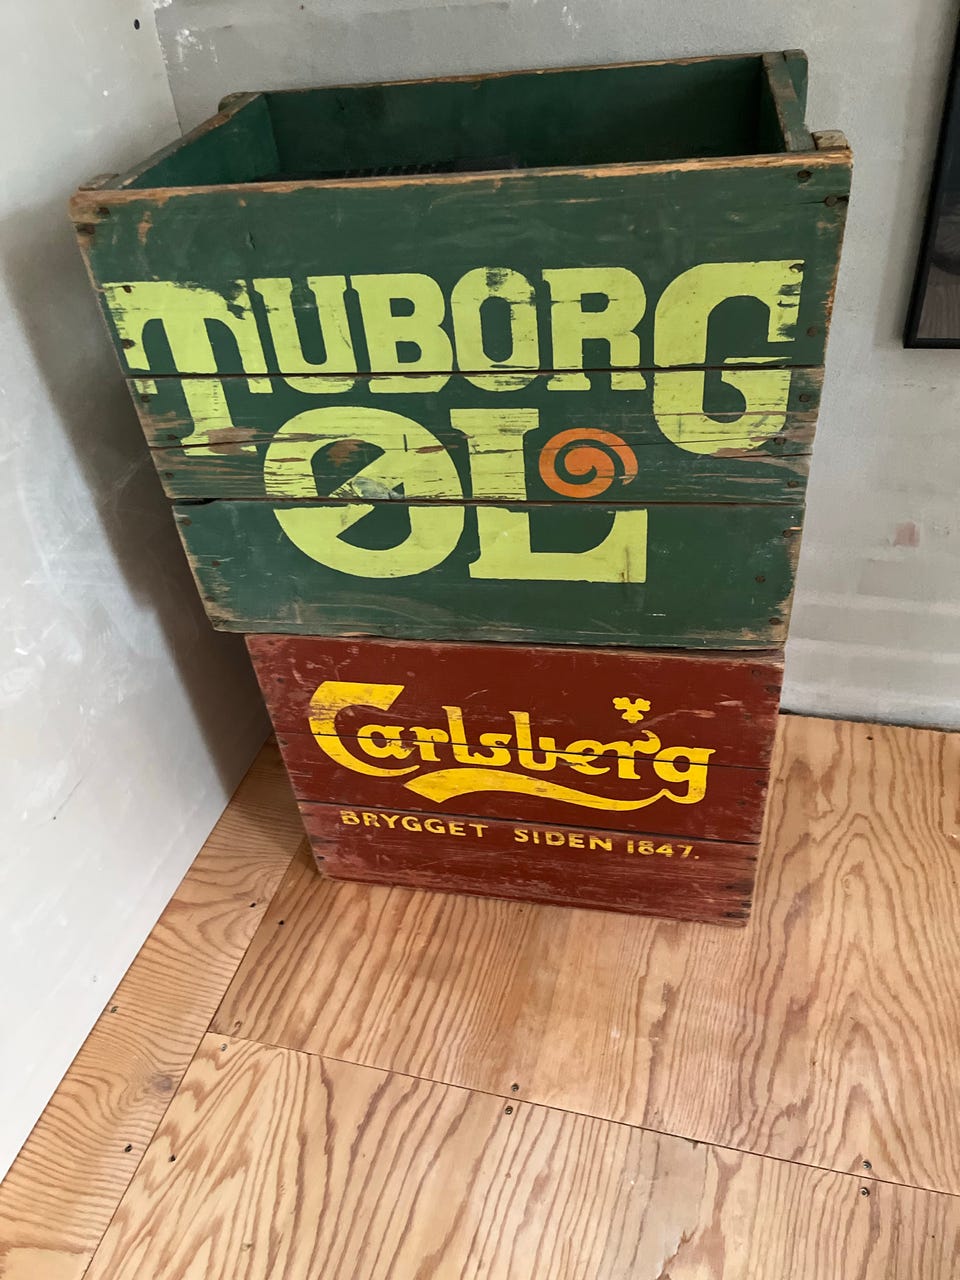 TUBORG
ØL
Carlsberg
BRYGGET SIDEN 1847.